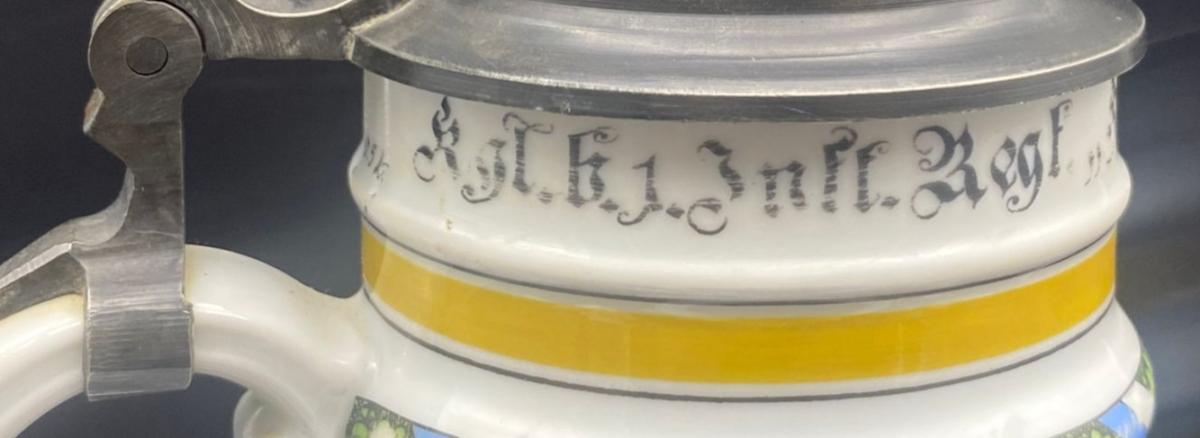 Kgl. b. 1. Inft. Regt.